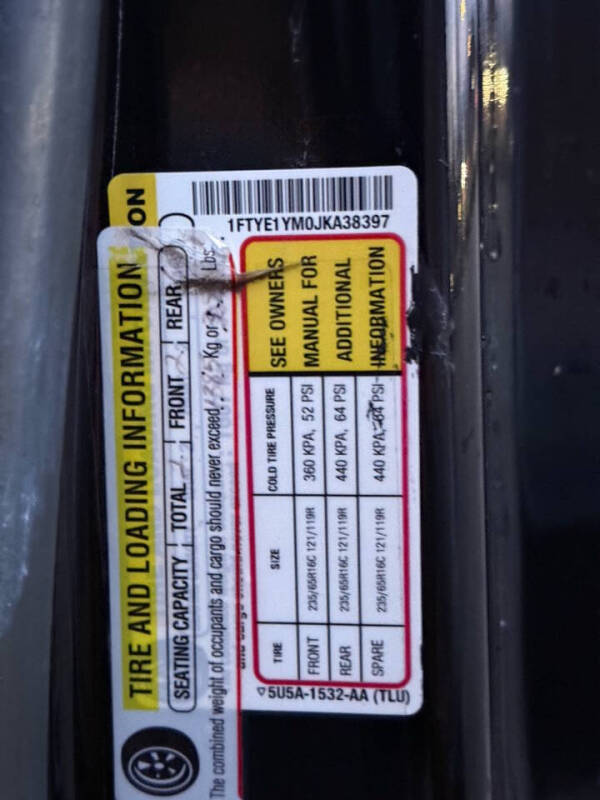 ON
1FTYE1YM0JKA38397
TIRE AND LOADING INFORMATION
SEATING CAPACITY TOTAL 2 FRONT 2 REAR
The combined weight of occupants and cargo should never exceed Kg or Lbs.
TIRE SIZE COLD TIRE PRESSURE
FRONT 235/65R16C 121/119R 360 KPA, 52 PSI
REAR 235/65R16C 121/119R 440 KPA, 64 PSI
SPARE 235/65R16C 121/119R 440 KPA, 64 PSI
SEE OWNERS
MANUAL FOR
ADDITIONAL
INFORMATION
5U5A-1532-AA (TLU)